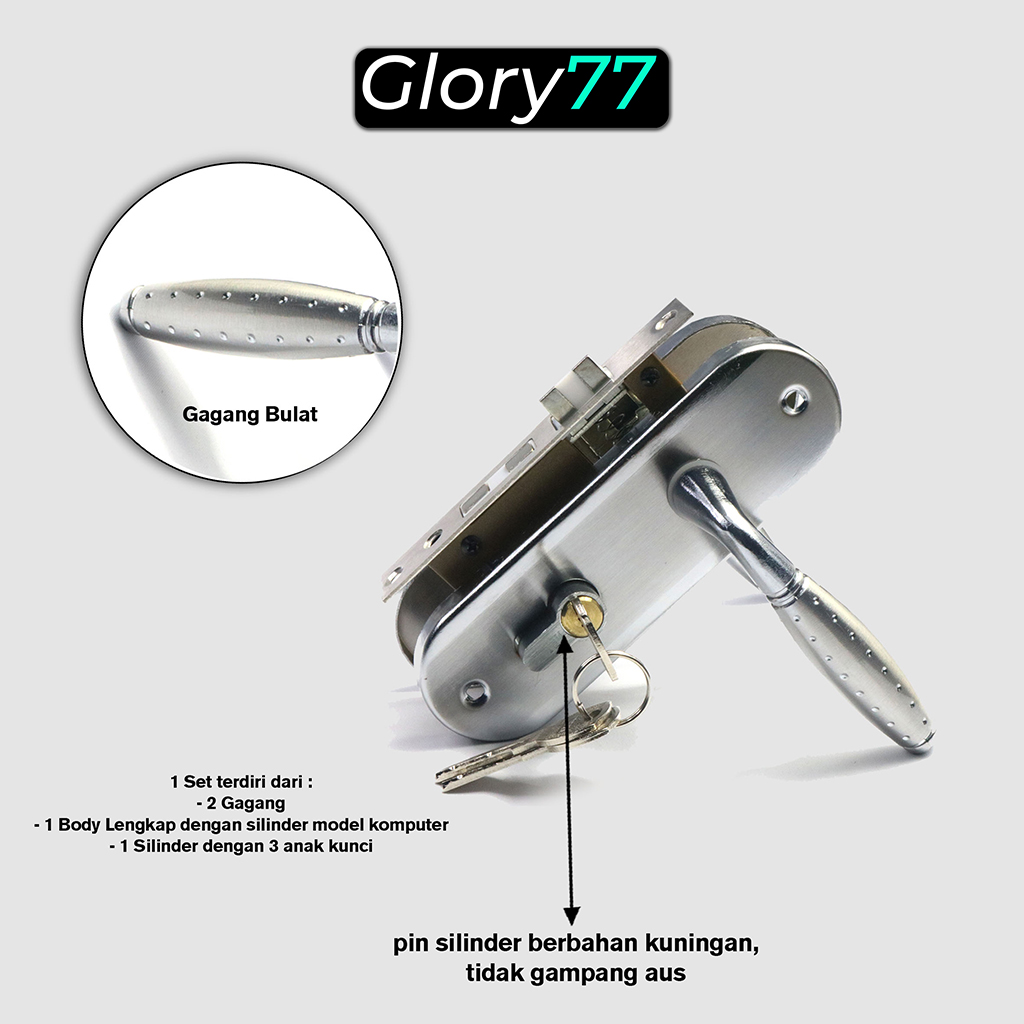 Glory77
Gagang Bulat
1 Set terdiri dari :
- 2 Gagang
- 1 Body Lengkap dengan silinder model komputer
- 1 Silinder dengan 3 anak kunci
pin silinder berbahan kuningan,
tidak gampang aus